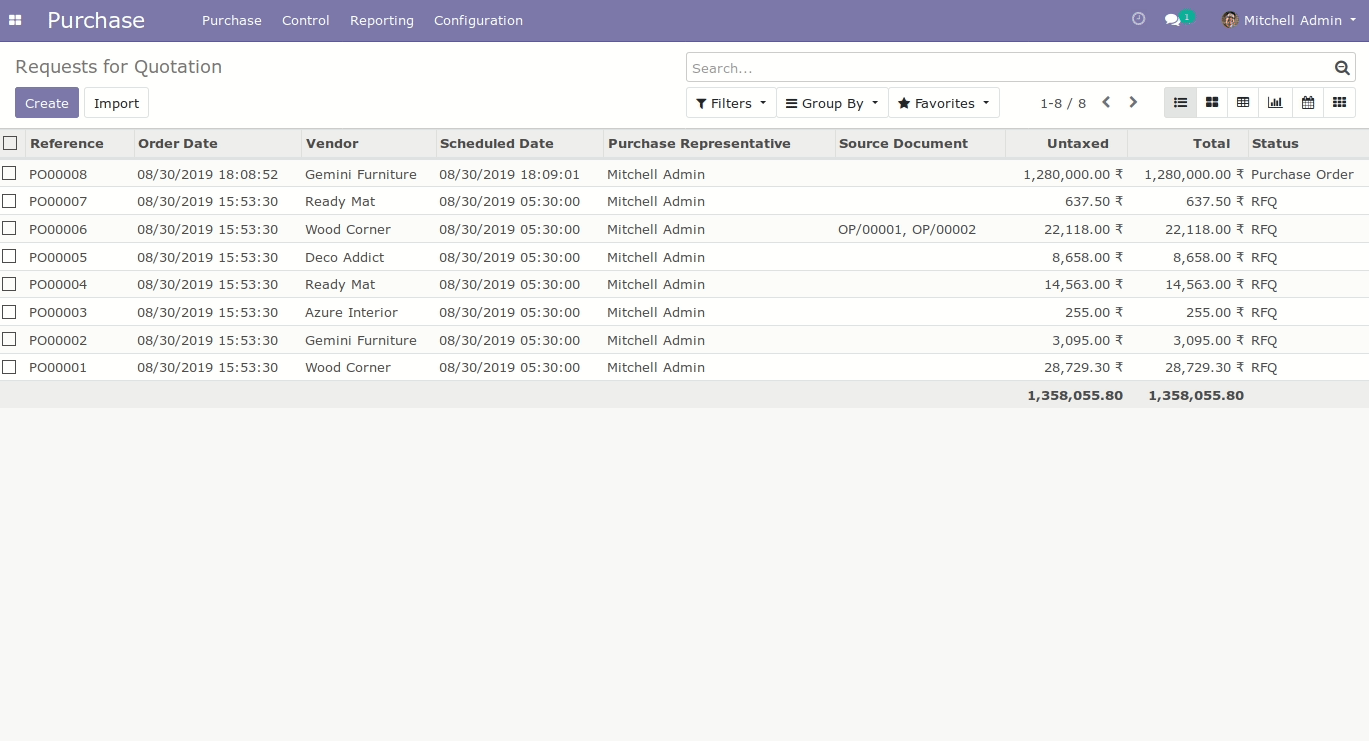 Purchase Purchase Control Reporting Configuration 1 Mitchell Admin
Requests for Quotation Search...
Create Import Filters Group By Favorites 1-8 / 8
Reference Order Date Vendor Scheduled Date Purchase Representative Source Document Untaxed Total Status
PO00008 08/30/2019 18:08:52 Gemini Furniture 08/30/2019 18:09:01 Mitchell Admin 1,280,000.00 ₹ 1,280,000.00 ₹ Purchase Order
PO00007 08/30/2019 15:53:30 Ready Mat 08/30/2019 05:30:00 Mitchell Admin 637.50 ₹ 637.50 ₹ RFQ
PO00006 08/30/2019 15:53:30 Wood Corner 08/30/2019 05:30:00 Mitchell Admin OP/00001, OP/00002 22,118.00 ₹ 22,118.00 ₹ RFQ
PO00005 08/30/2019 15:53:30 Deco Addict 08/30/2019 05:30:00 Mitchell Admin 8,658.00 ₹ 8,658.00 ₹ RFQ
PO00004 08/30/2019 15:53:30 Ready Mat 08/30/2019 05:30:00 Mitchell Admin 14,563.00 ₹ 14,563.00 ₹ RFQ
PO00003 08/30/2019 15:53:30 Azure Interior 08/30/2019 05:30:00 Mitchell Admin 255.00 ₹ 255.00 ₹ RFQ
PO00002 08/30/2019 15:53:30 Gemini Furniture 08/30/2019 05:30:00 Mitchell Admin 3,095.00 ₹ 3,095.00 ₹ RFQ
PO00001 08/30/2019 15:53:30 Wood Corner 08/30/2019 05:30:00 Mitchell Admin 28,729.30 ₹ 28,729.30 ₹ RFQ
1,358,055.80 1,358,055.80